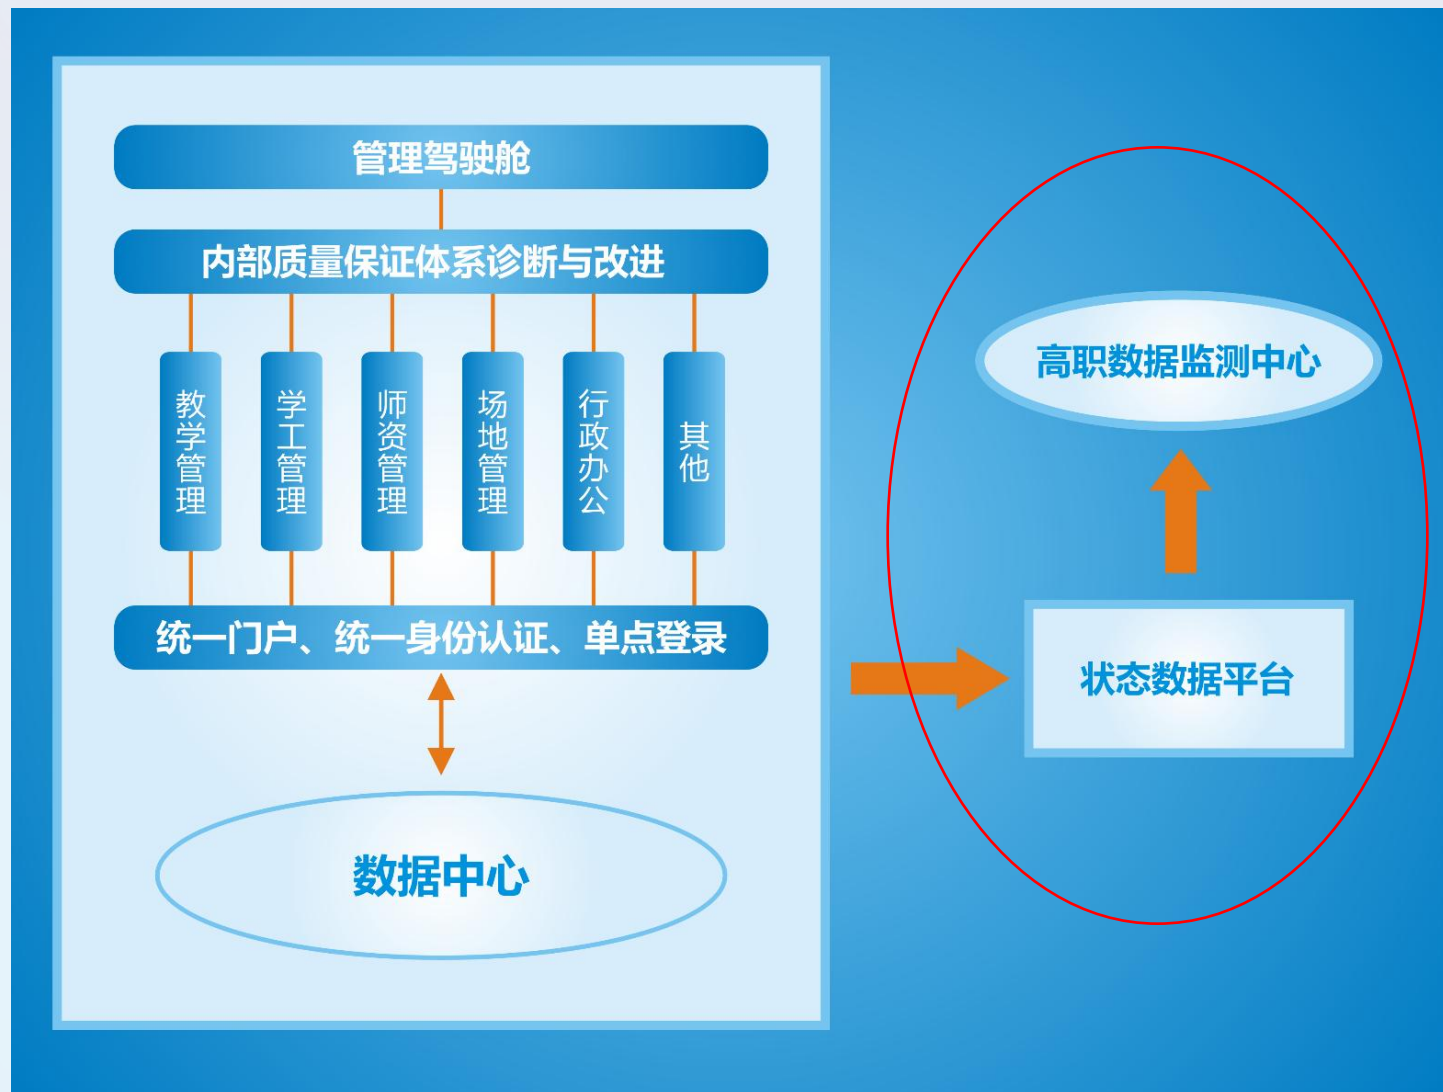 管理驾驶舱
内部质量保证体系诊断与改进
教学管理
学工管理
师资管理
场地管理
行政办公
其他
统一门户、统一身份认证、单点登录
数据中心
高职数据监测中心
状态数据平台